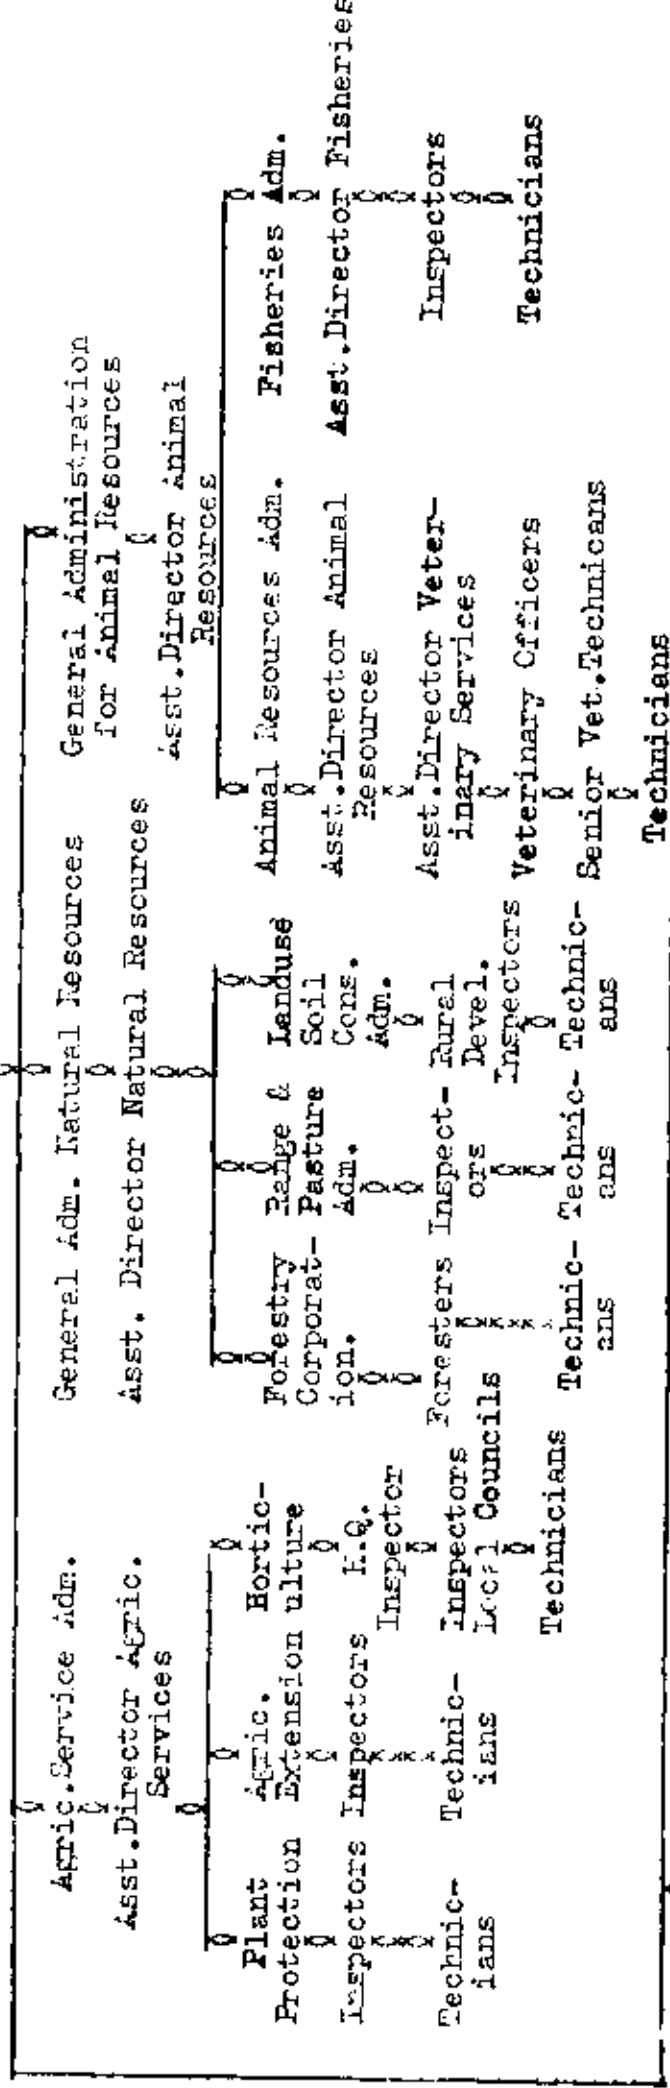 Agric.Service Adm.
Asst.Director Agric.
Services
Plant
Protection
Inspectors
Technic-
ians
Agric.
Extension
Inspectors
Technic-
ians
Hortic-
ulture
H.Q.
Inspector
Inspectors
Local Councils
Technicians
General Adm. Natural Resources
Asst. Director Natural Resources
Forestry
Corporat-
ion.
Foresters
Technic-
ans
Range &
Pasture
Adm.
Inspect-
ors
Technic-
ans
Landuse
Soil
Cons.
Adm.
Rural
Devel.
Inspectors
Technic-
ans
General Administration
for Animal Resources
Asst.Director Animal
Resources
Animal Resources Adm.
Asst.Director Animal
Resources
Asst.Director Veter-
inary Services
Veterinary Officers
Senior Vet.Technicans
Technicians
Fisheries Adm.
Asst.Director Fisheries
Inspectors
Technicians